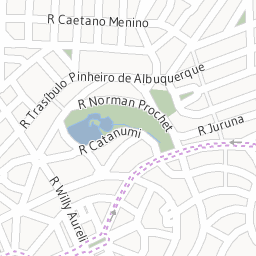 R Caetano Menino
R Trasíbulo Pinheiro de Albuquerque
R Norman Prochet
R Juruna
R Catanumi
R Willy Aureli